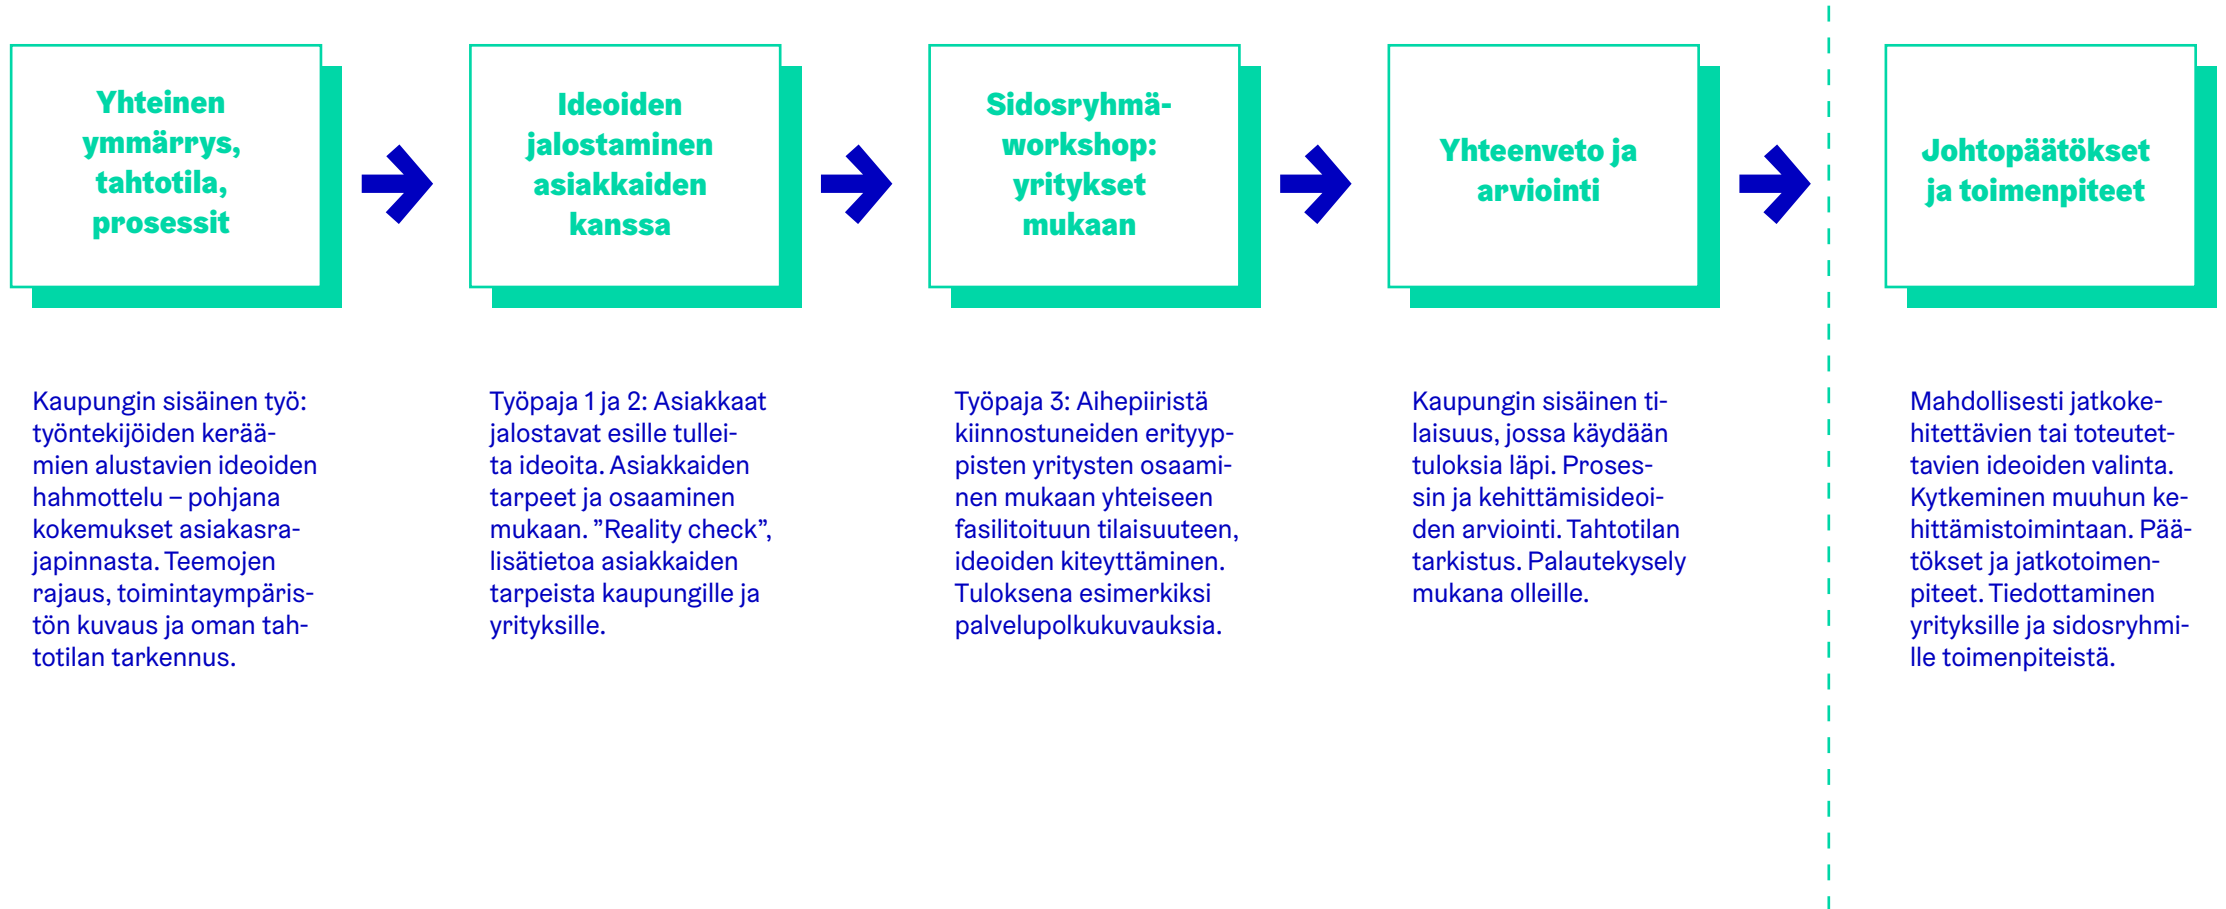 Yhteinen
ymmärrys,
tahtotila,
prosessit
Kaupungin sisäinen työ:
työntekijöiden kerää-
mien alustavien ideoiden
hahmottelu – pohjana
kokemukset asiakasra-
japinnasta. Teemojen
rajaus, toimintaympäris-
tön kuvaus ja oman tah-
totilan tarkennus.
Ideoiden
jalostaminen
asiakkaiden
kanssa
Työpaja 1 ja 2: Asiakkaat
jalostavat esille tullei-
ta ideoita. Asiakkaiden
tarpeet ja osaaminen
mukaan. ”Reality check”,
lisätietoa asiakkaiden
tarpeista kaupungille ja
yrityksille.
Sidosryhmä-
workshop:
yritykset
mukaan
Työpaja 3: Aihepiiristä
kiinnostuneiden erityyp-
pisten yritysten osaami-
nen mukaan yhteiseen
fasilitoituun tilaisuuteen,
ideoiden kiteyttäminen.
Tuloksena esimerkiksi
palvelupolkukuvauksia.
Yhteenveto ja
arviointi
Kaupungin sisäinen ti-
laisuus, jossa käydään
tuloksia läpi. Proses-
sin ja kehittämisideoi-
den arviointi. Tahtotilan
tarkistus. Palautekysely
mukana olleille.
Johtopäätökset
ja toimenpiteet
Mahdollisesti jatkoke-
hitettävien tai toteutet-
tavien ideoiden valinta.
Kytkeminen muuhun ke-
hittämistoimintaan. Pää-
tökset ja jatkotoimen-
piteet. Tiedottaminen
yrityksille ja sidosryhmi-
lle toimenpiteistä.